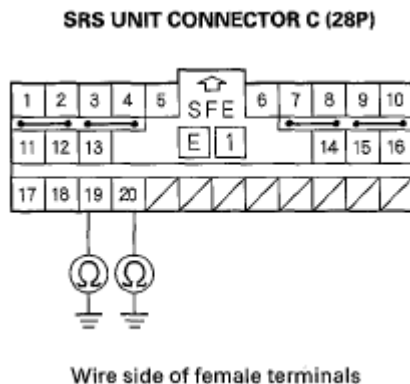 SRS UNIT CONNECTOR C (28P)
1 2 3 4 5 SFE 6 7 8 9 10
11 12 13 E 1 14 15 16
17 18 19 20
Ω Ω
Wire side of female terminals